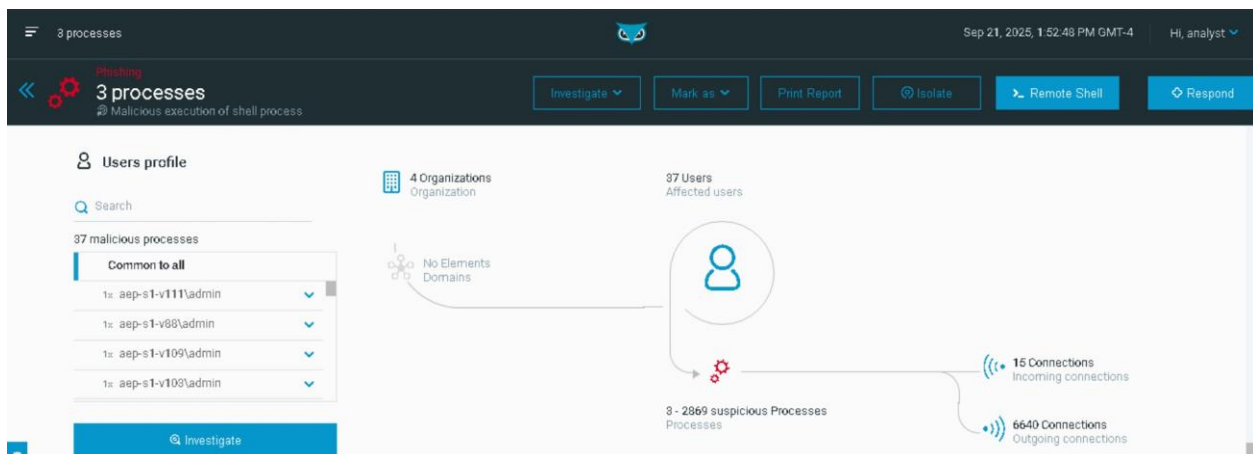 3 processes
Sep 21, 2025, 1:52:48 PM GMT-4
Hi, analyst
Phishing
3 processes
Malicious execution of shell process
Investigate
Mark as
Print Report
Isolate
Remote Shell
Respond
Users profile
Search
37 malicious processes
Common to all
1x aep-s1-v111\admin
1x aep-s1-v88\admin
1x aep-s1-v109\admin
1x aep-s1-v103\admin
Investigate
4 Organizations
Organization
No Elements
Domains
37 Users
Affected users
3 - 2869 suspicious Processes
Processes
15 Connections
Incoming connections
6640 Connections
Outgoing connections